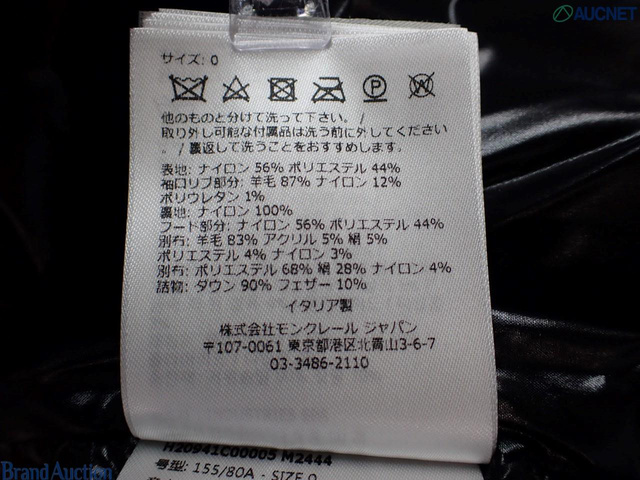 AUCNET
サイズ: 0
P W
他のものと分けて洗って下さい。/
取り外し可能な付属品は洗う前に外してください
。/ 裏返して洗うことをおすすめします。
表地: ナイロン 56% ポリエステル 44%
袖口リブ部分: 羊毛 87% ナイロン 12%
ポリウレタン 1%
裏地: ナイロン 100%
フード部分: ナイロン 56% ポリエステル 44%
別布: 羊毛 83% アクリル 5% 絹 5%
ポリエステル 4% ナイロン 3%
別布: ポリエステル 68% 絹 28% ナイロン 4%
詰物: ダウン 90% フェザー 10%
イタリア製
株式会社モンクレール ジャパン
〒107-0061 東京都港区北青山3-6-7
03-3486-2110
H20941C00005 M2444
号型: 155/80A - SIZE 0
Brand Auction